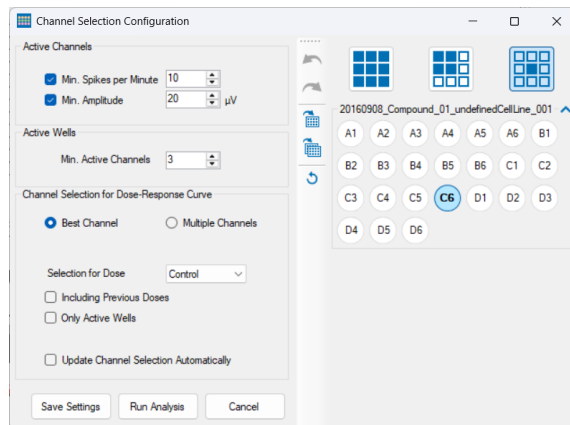 Channel Selection Configuration
Active Channels
Min. Spikes per Minute 10
Min. Amplitude 20 µV
Active Wells
Min. Active Channels 3
Channel Selection for Dose-Response Curve
Best Channel Multiple Channels
Selection for Dose Control
Including Previous Doses
Only Active Wells
Update Channel Selection Automatically
Save Settings Run Analysis Cancel
20160908_Compound_01_undefinedCellLine_001
A1 A2 A3 A4 A5 A6 B1
B2 B3 B4 B5 B6 C1 C2
C3 C4 C5 C6 D1 D2 D3
D4 D5 D6